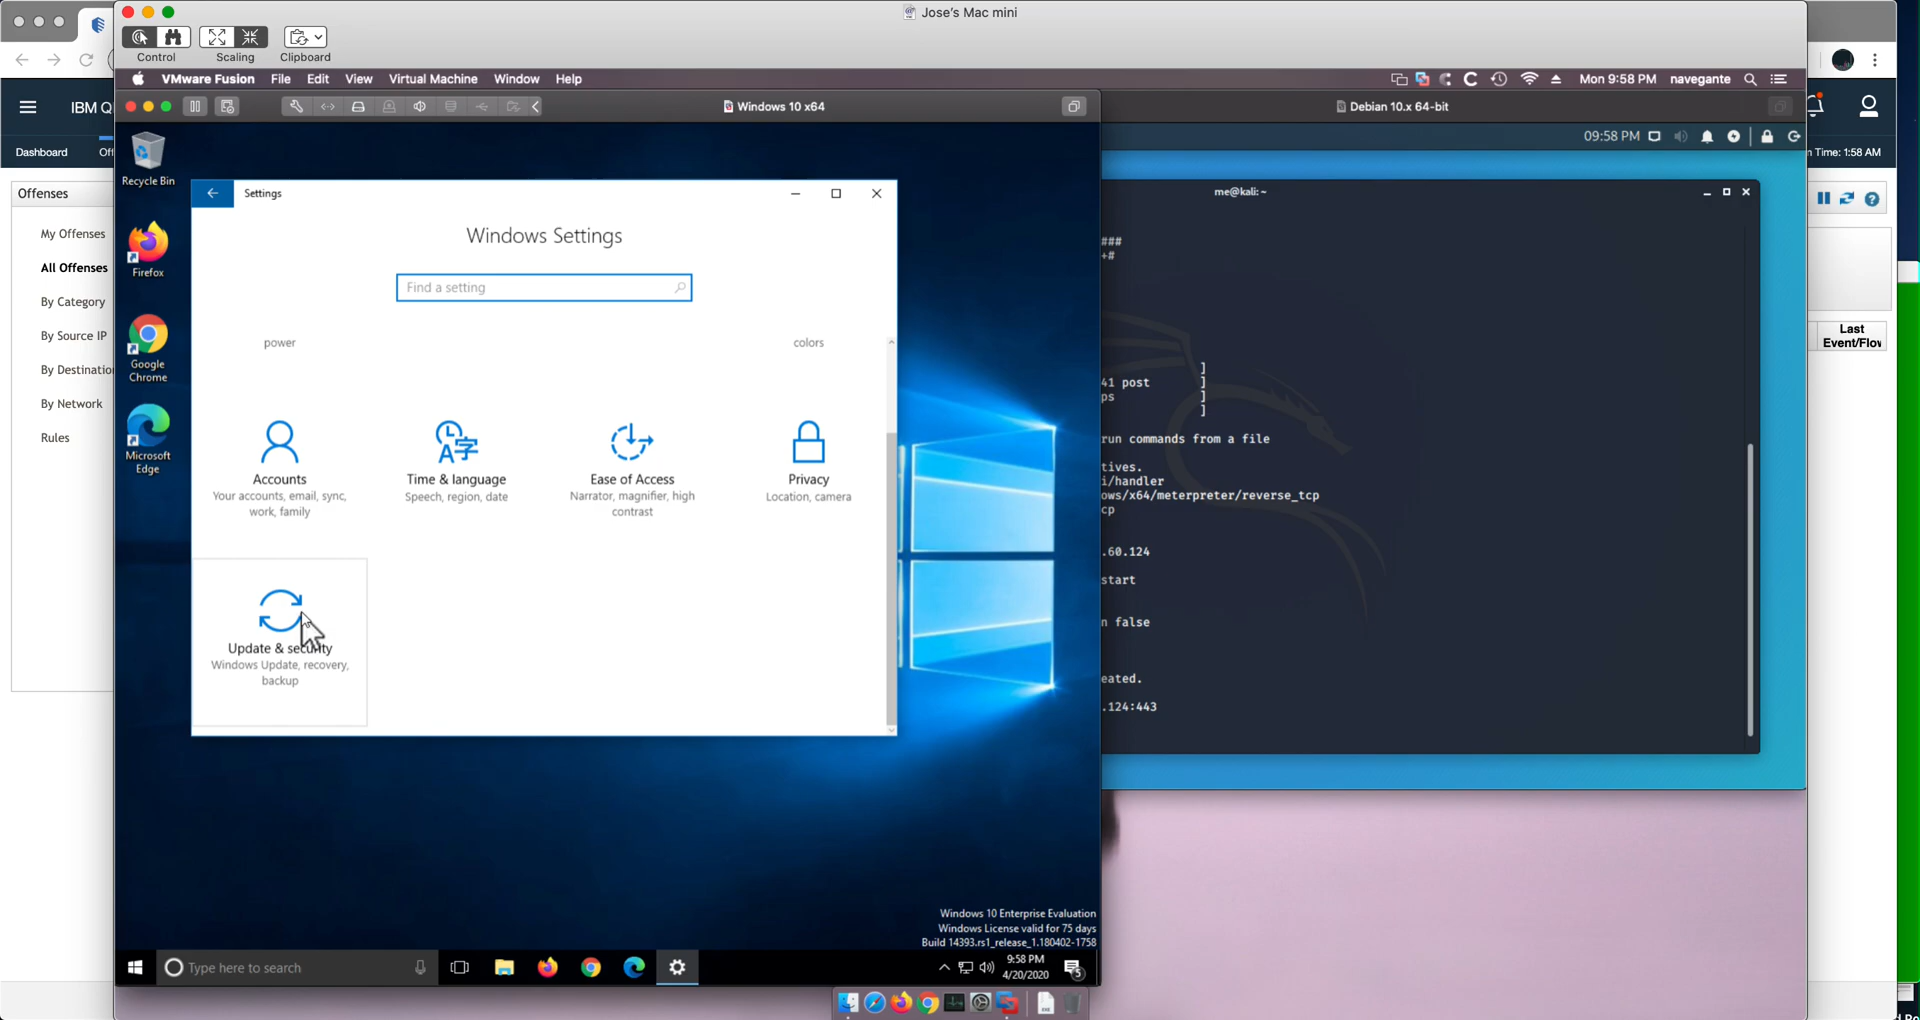 Jose's Mac mini
Control
Scaling
Clipboard
VMware Fusion File Edit View Virtual Machine Window Help
Mon 9:58 PM navegante
IBM Q
Dashboard
Off
n Time: 1:58 AM
Offenses
My Offenses
All Offenses
By Category
By Source IP
By Destinatio
By Network
Rules
Last
Event/Flov
Windows 10 x64
Recycle Bin
Firefox
Google
Chrome
Microsoft
Edge
Settings
Windows Settings
Find a setting
power
colors
Accounts
Your accounts, email, sync,
work, family
Time & language
Speech, region, date
Ease of Access
Narrator, magnifier, high
contrast
Privacy
Location, camera
Update & security
Windows Update, recovery,
backup
Windows 10 Enterprise Evaluation
Windows License valid for 75 days
Build 14393.rs1_release_1.180402-1758
Type here to search
9:58 PM
4/20/2020
5
Debian 10.x 64-bit
09:58 PM
me@kali: ~
###
+#
]
41 post ]
ps ]
]
run commands from a file
tives.
i/handler
ows/x64/meterpreter/reverse_tcp
cp
.60.124
start
n false
eated.
.124:443